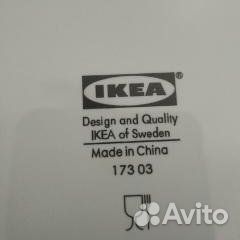 IKEA®
Design and Quality
IKEA of Sweden
Made in China
173 03
Avito